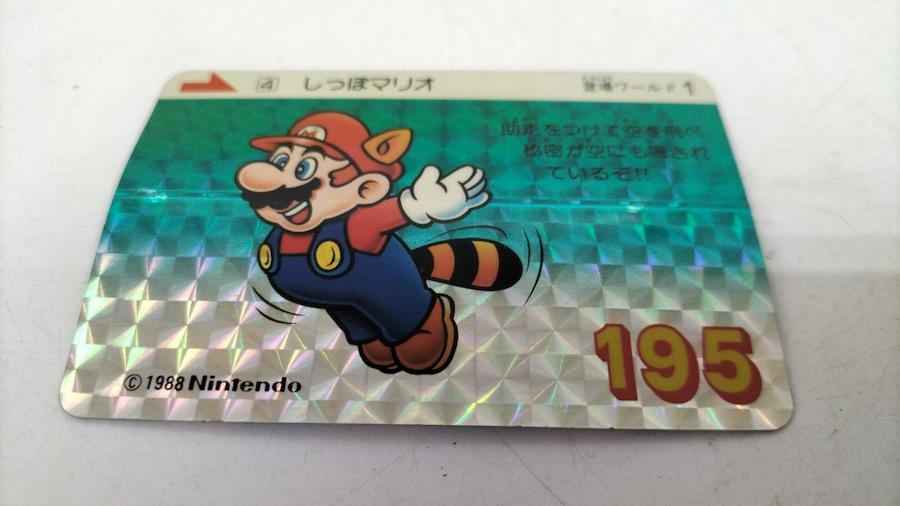 4 しっぽマリオ 登場ワールド 1
助走をつけて空を飛べ
秘密が空にも隠され
ているぞ!!
M
195
©1988 Nintendo